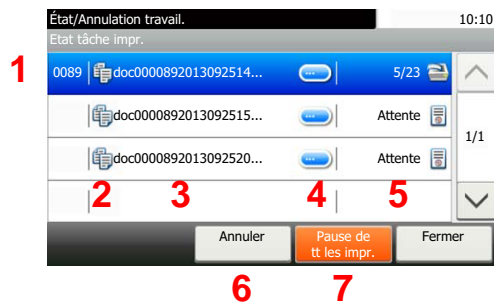 État/Annulation travail. 10:10
Etat tâche impr.
1 0089 doc0000892013092514... ... 5/23
doc0000892013092515... ... Attente
1/1
doc0000892013092520... ... Attente
2 3 4 5
Annuler Pause de tt les impr. Fermer
6 7